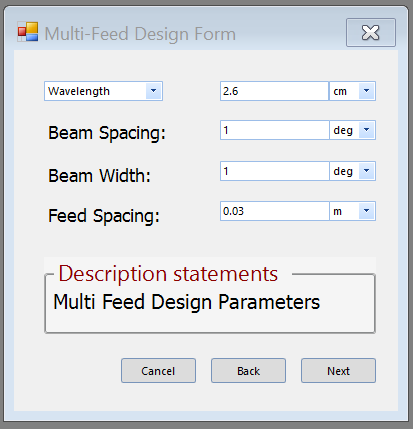 Multi-Feed Design Form
Wavelength 2.6 cm
Beam Spacing: 1 deg
Beam Width: 1 deg
Feed Spacing: 0.03 m
Description statements
Multi Feed Design Parameters
Cancel Back Next